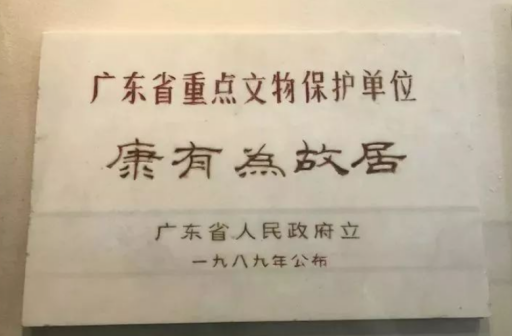 广东省重点文物保护单位
康有為故居
广东省人民政府立
一九八九年公布